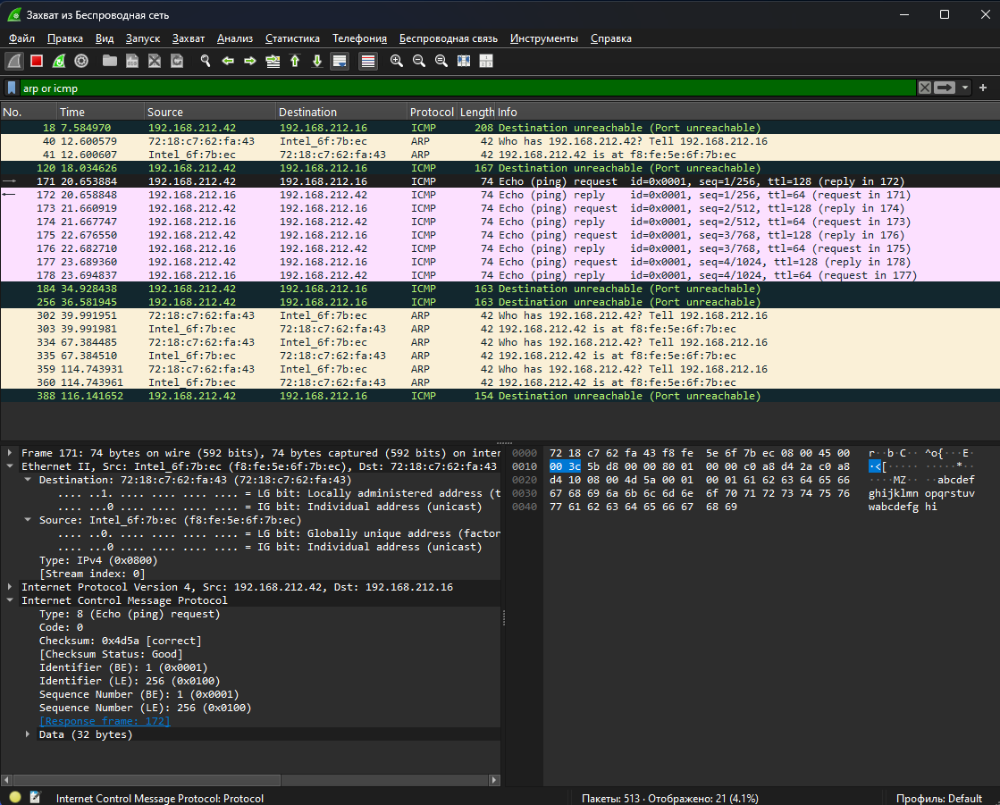 Захват из Беспроводная сеть
Файл Правка Вид Запуск Захват Анализ Статистика Телефония Беспроводная связь Инструменты Справка
arp or icmp
No. Time Source Destination Protocol Length Info
18 7.584970 192.168.212.42 192.168.212.16 ICMP 208 Destination unreachable (Port unreachable)
40 12.600579 72:18:c7:62:fa:43 Intel_6f:7b:ec ARP 42 Who has 192.168.212.42? Tell 192.168.212.16
41 12.600607 Intel_6f:7b:ec 72:18:c7:62:fa:43 ARP 42 192.168.212.42 is at f8:fe:5e:6f:7b:ec
120 18.034626 192.168.212.42 192.168.212.16 ICMP 167 Destination unreachable (Port unreachable)
171 20.653884 192.168.212.42 192.168.212.16 ICMP 74 Echo (ping) request id=0x0001, seq=1/256, ttl=128 (reply in 172)
172 20.658848 192.168.212.16 192.168.212.42 ICMP 74 Echo (ping) reply id=0x0001, seq=1/256, ttl=64 (request in 171)
173 21.660919 192.168.212.42 192.168.212.16 ICMP 74 Echo (ping) request id=0x0001, seq=2/512, ttl=128 (reply in 174)
174 21.667747 192.168.212.16 192.168.212.42 ICMP 74 Echo (ping) reply id=0x0001, seq=2/512, ttl=64 (request in 173)
175 22.676550 192.168.212.42 192.168.212.16 ICMP 74 Echo (ping) request id=0x0001, seq=3/768, ttl=128 (reply in 176)
176 22.682710 192.168.212.16 192.168.212.42 ICMP 74 Echo (ping) reply id=0x0001, seq=3/768, ttl=64 (request in 175)
177 23.689360 192.168.212.42 192.168.212.16 ICMP 74 Echo (ping) request id=0x0001, seq=4/1024, ttl=128 (reply in 178)
178 23.694837 192.168.212.16 192.168.212.42 ICMP 74 Echo (ping) reply id=0x0001, seq=4/1024, ttl=64 (request in 177)
184 34.928438 192.168.212.42 192.168.212.16 ICMP 163 Destination unreachable (Port unreachable)
256 36.581945 192.168.212.42 192.168.212.16 ICMP 163 Destination unreachable (Port unreachable)
302 39.991951 72:18:c7:62:fa:43 Intel_6f:7b:ec ARP 42 Who has 192.168.212.42? Tell 192.168.212.16
303 39.991981 Intel_6f:7b:ec 72:18:c7:62:fa:43 ARP 42 192.168.212.42 is at f8:fe:5e:6f:7b:ec
334 67.384485 72:18:c7:62:fa:43 Intel_6f:7b:ec ARP 42 Who has 192.168.212.42? Tell 192.168.212.16
335 67.384510 Intel_6f:7b:ec 72:18:c7:62:fa:43 ARP 42 192.168.212.42 is at f8:fe:5e:6f:7b:ec
359 114.743931 72:18:c7:62:fa:43 Intel_6f:7b:ec ARP 42 Who has 192.168.212.42? Tell 192.168.212.16
360 114.743961 Intel_6f:7b:ec 72:18:c7:62:fa:43 ARP 42 192.168.212.42 is at f8:fe:5e:6f:7b:ec
388 116.141652 192.168.212.42 192.168.212.16 ICMP 154 Destination unreachable (Port unreachable)
Frame 171: 74 bytes on wire (592 bits), 74 bytes captured (592 bits) on inter
Ethernet II, Src: Intel_6f:7b:ec (f8:fe:5e:6f:7b:ec), Dst: 72:18:c7:62:fa:43
Destination: 72:18:c7:62:fa:43 (72:18:c7:62:fa:43)
.... ..1. .... .... .... .... = LG bit: Locally administered address (t
.... ...0 .... .... .... .... = IG bit: Individual address (unicast)
Source: Intel_6f:7b:ec (f8:fe:5e:6f:7b:ec)
.... ..0. .... .... .... .... = LG bit: Globally unique address (factor
.... ...0 .... .... .... .... = IG bit: Individual address (unicast)
Type: IPv4 (0x0800)
[Stream index: 0]
Internet Protocol Version 4, Src: 192.168.212.42, Dst: 192.168.212.16
Internet Control Message Protocol
Type: 8 (Echo (ping) request)
Code: 0
Checksum: 0x4d5a [correct]
[Checksum Status: Good]
Identifier (BE): 1 (0x0001)
Identifier (LE): 256 (0x0100)
Sequence Number (BE): 1 (0x0001)
Sequence Number (LE): 256 (0x0100)
[Response frame: 172]
Data (32 bytes)
0000 72 18 c7 62 fa 43 f8 fe 5e 6f 7b ec 08 00 45 00 r··b·C·· ^o{···E·
0010 00 3c 5b d8 00 00 80 01 00 00 c0 a8 d4 2a c0 a8 ·<[····· ·····*··
0020 d4 10 08 00 4d 5a 00 01 00 01 61 62 63 64 65 66 ····MZ·· ··abcdef
0030 67 68 69 6a 6b 6c 6d 6e 6f 70 71 72 73 74 75 76 ghijklmn opqrstuv
0040 77 61 62 63 64 65 66 67 68 69 wabcdefg hi
Internet Control Message Protocol: Protocol
Пакеты: 513 · Отображено: 21 (4.1%)
Профиль: Default